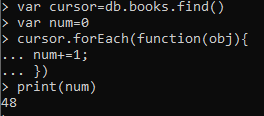 > var cursor=db.books.find()
> var num=0
> cursor.forEach(function(obj){
... num+=1;
... })
> print(num)
48